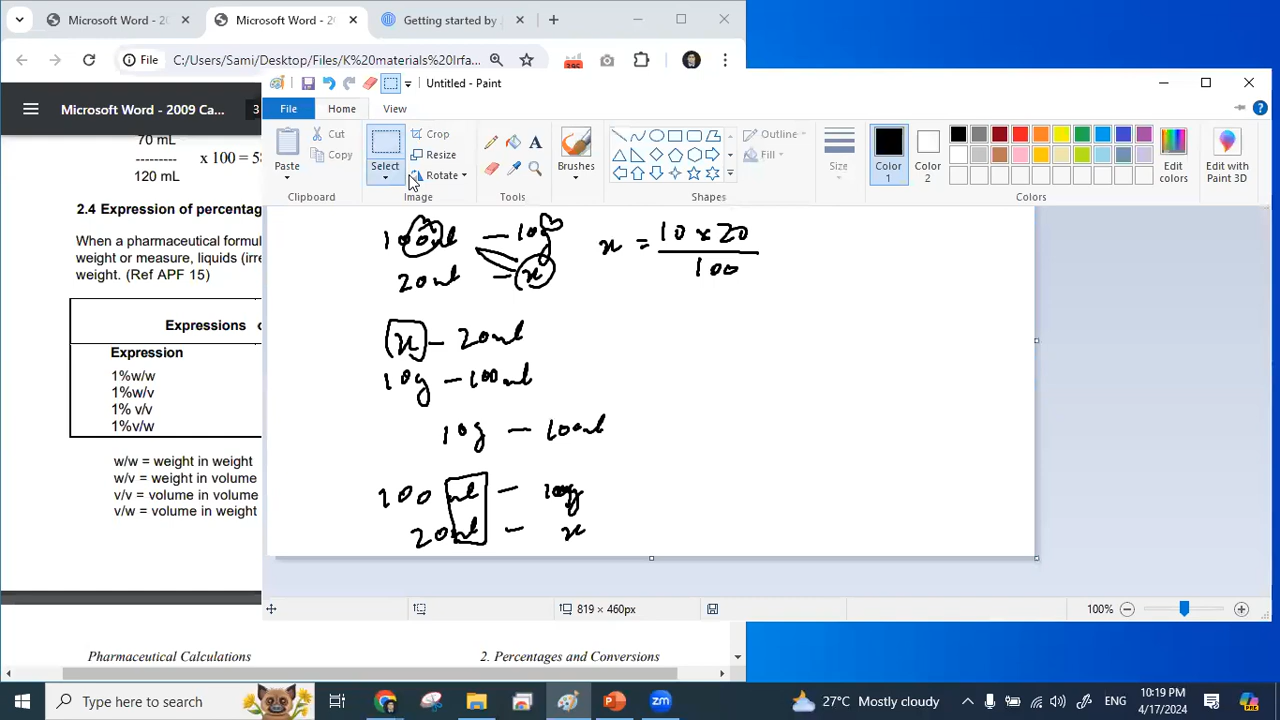 Microsoft Word - 20
Microsoft Word - 20
Getting started by
File
C:/Users/Sami/Desktop/Files/K%20materials%20Irfa...
395
Microsoft Word - 2009 Ca...
3
70 mL
---------
x 100 = 58
120 mL
2.4 Expression of percentag
When a pharmaceutical formul
weight or measure, liquids (irre
weight. (Ref APF 15)
Expressions o
Expression
1%w/w
1%w/v
1% v/v
1%v/w
w/w = weight in weight
w/v = weight in volume
v/v = volume in volume
v/w = volume in weight
Pharmaceutical Calculations
2. Percentages and Conversions
Untitled - Paint
File
Home
View
Paste
Cut
Copy
Clipboard
Select
Crop
Resize
Rotate
Image
Tools
Brushes
Outline
Fill
Shapes
Size
Color 1
Color 2
Edit colors
Edit with Paint 3D
Colors
100ml – 10g
20ml – x
x = 10 x 20
100
x – 20ml
10g – 100ml
10g – 100ml
100 ml –
20ml – x
819 × 460px
100%
Type here to search
27°C Mostly cloudy
ENG
10:19 PM
4/17/2024